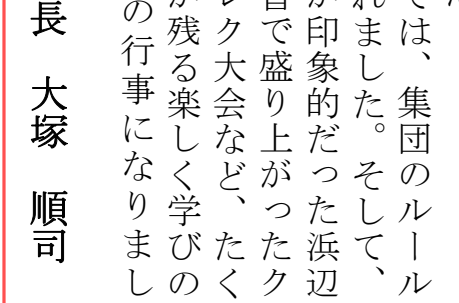 では、集団のルール
れました。そして、
が印象的だった浜辺
皆で盛り上がったク
レク大会など、たく
が残る楽しく学びの
の行事になりまし
長 大塚 順司